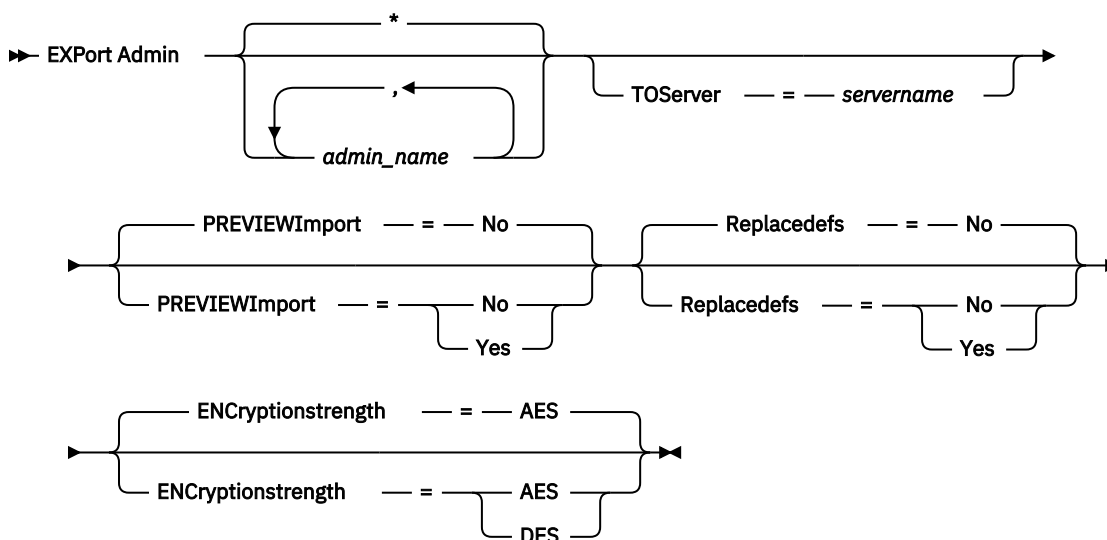 *
EXPort Admin
,
TOServer = servername
admin_name
PREVIEWImport = No Replacedefs = No
PREVIEWImport = No Replacedefs = No
Yes Yes
ENCryptionstrength = AES
ENCryptionstrength = AES
DES